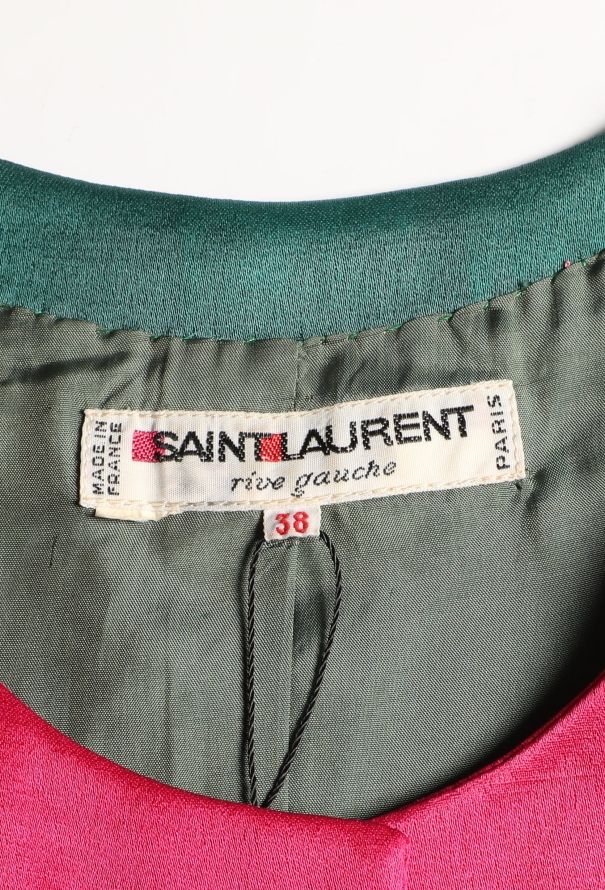 MADE IN
FRANCE
SAINT LAURENT
rive gauche
PARIS
38